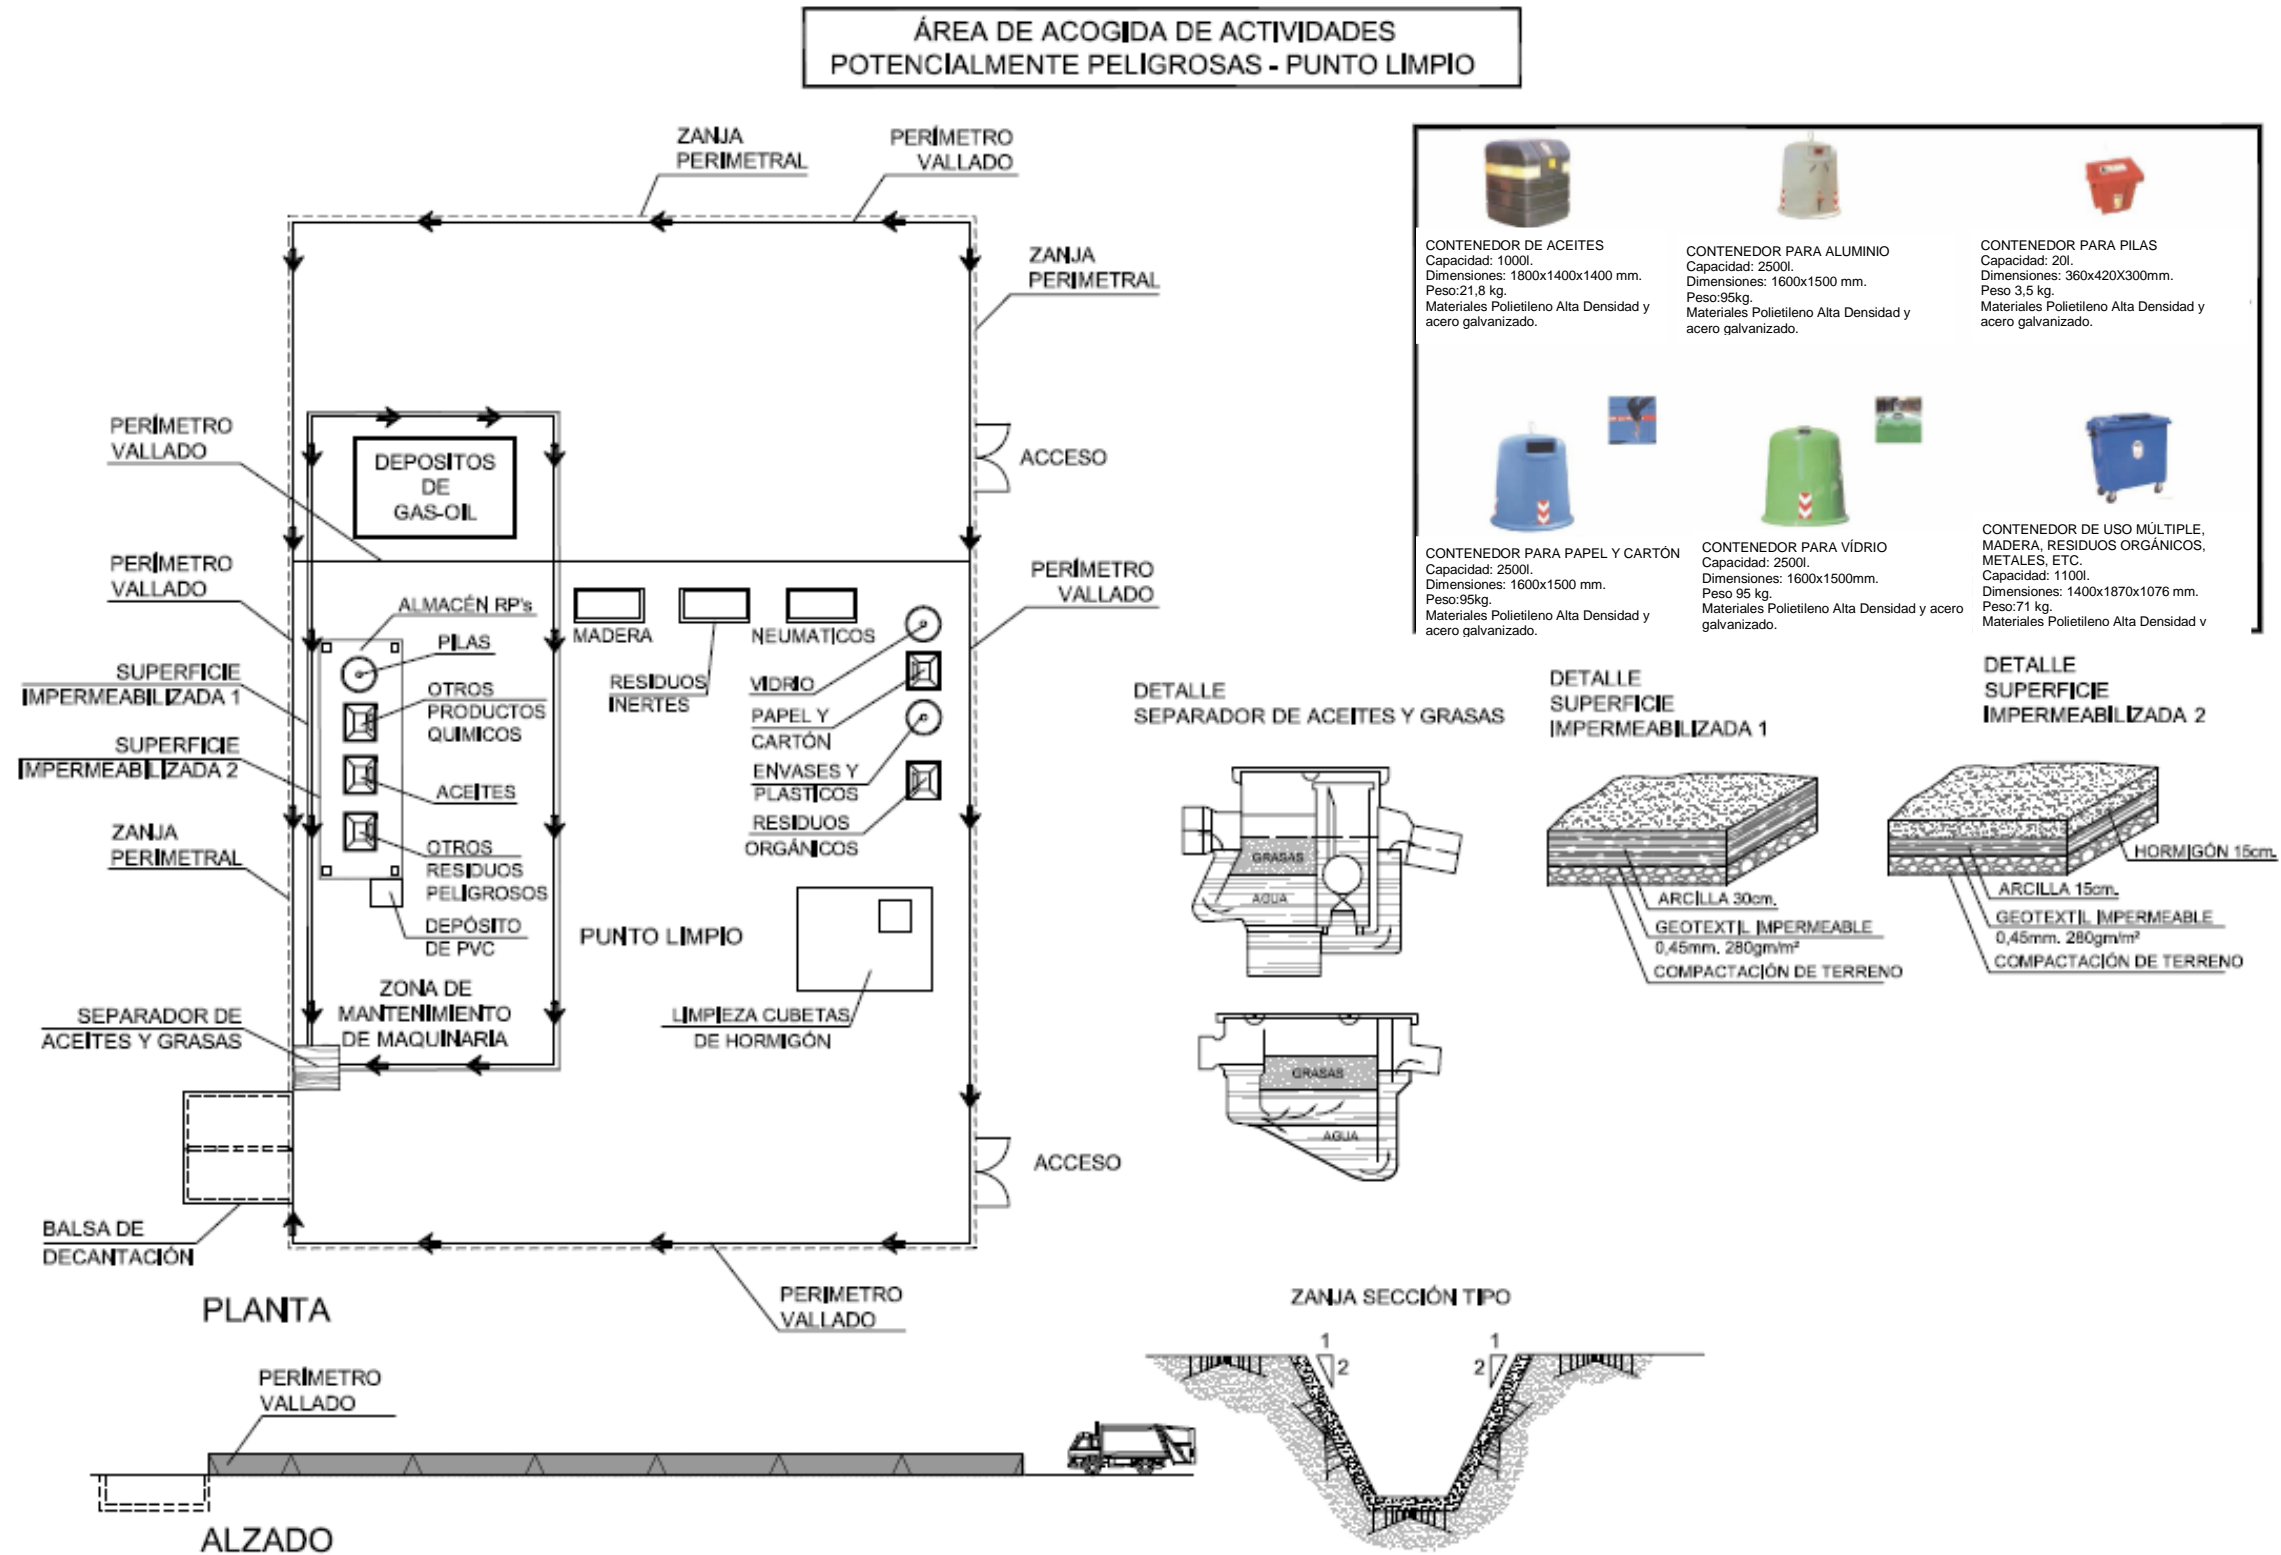 ÁREA DE ACOGIDA DE ACTIVIDADES
POTENCIALMENTE PELIGROSAS - PUNTO LIMPIO
ZANJA
PERIMETRAL
PERÍMETRO
VALLADO
ZANJA
PERIMETRAL
PERÍMETRO
VALLADO
DEPOSITOS
DE
GAS-OIL
ACCESO
PERÍMETRO
VALLADO
PERÍMETRO
VALLADO
ALMACÉN RP's
PILAS
MADERA
NEUMATICOS
SUPERFICIE
IMPERMEABILIZADA 1
OTROS
PRODUCTOS
QUIMICOS
RESIDUOS
INERTES
VIDRIO
PAPEL Y
CARTÓN
SUPERFICIE
IMPERMEABILIZADA 2
ACEITES
ENVASES Y
PLASTICOS
RESIDUOS
ORGÁNICOS
ZANJA
PERIMETRAL
OTROS
RESIDUOS
PELIGROSOS
DEPÓSITO
DE PVC
PUNTO LIMPIO
ZONA DE
MANTENIMIENTO
DE MAQUINARIA
LIMPIEZA CUBETAS
DE HORMIGÓN
SEPARADOR DE
ACEITES Y GRASAS
ACCESO
BALSA DE
DECANTACIÓN
PERIMETRO
VALLADO
PLANTA
PERÍMETRO
VALLADO
ALZADO
CONTENEDOR DE ACEITES
Capacidad: 1000l.
Dimensiones: 1800x1400x1400 mm.
Peso:21,8 kg.
Materiales Polietileno Alta Densidad y
acero galvanizado.
CONTENEDOR PARA ALUMINIO
Capacidad: 2500l.
Dimensiones: 1600x1500 mm.
Peso:95kg.
Materiales Polietileno Alta Densidad y
acero galvanizado.
CONTENEDOR PARA PILAS
Capacidad: 20l.
Dimensiones: 360x420X300mm.
Peso 3,5 kg.
Materiales Polietileno Alta Densidad y
acero galvanizado.
CONTENEDOR PARA PAPEL Y CARTÓN
Capacidad: 2500l.
Dimensiones: 1600x1500 mm.
Peso:95kg.
Materiales Polietileno Alta Densidad y
acero galvanizado.
CONTENEDOR PARA VÍDRIO
Capacidad: 2500l.
Dimensiones: 1600x1500mm.
Peso 95 kg.
Materiales Polietileno Alta Densidad y acero
galvanizado.
CONTENEDOR DE USO MÚLTIPLE,
MADERA, RESIDUOS ORGÁNICOS,
METALES, ETC.
Capacidad: 1100l.
Dimensiones: 1400x1870x1076 mm.
Peso:71 kg.
Materiales Polietileno Alta Densidad y
DETALLE
SEPARADOR DE ACEITES Y GRASAS
GRASAS
AGUA
GRASAS
AGUA
DETALLE
SUPERFICIE
IMPERMEABILIZADA 1
ARCILLA 30cm.
GEOTEXTIL IMPERMEABLE
0,45mm. 280gm/m²
COMPACTACIÓN DE TERRENO
DETALLE
SUPERFICIE
IMPERMEABILIZADA 2
HORMIGÓN 15cm.
ARCILLA 15cm.
GEOTEXTIL IMPERMEABLE
0,45mm. 280gm/m²
COMPACTACIÓN DE TERRENO
ZANJA SECCIÓN TIPO
1
2
1
2